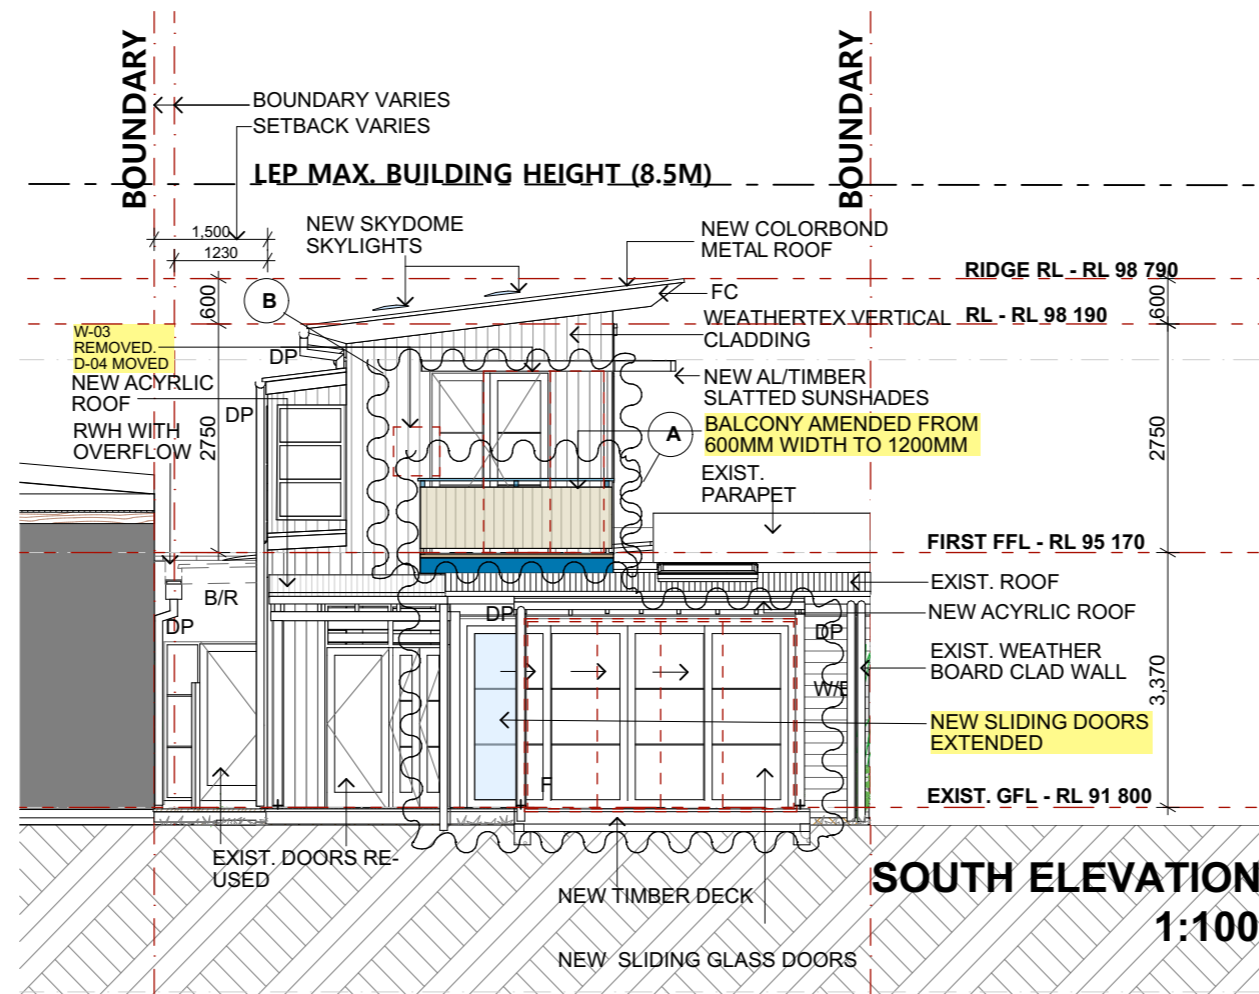 BOUNDARY
BOUNDARY
BOUNDARY VARIES
SETBACK VARIES
LEP MAX. BUILDING HEIGHT (8.5M)
1,500
1230
NEW SKYDOME
SKYLIGHTS
NEW COLORBOND
METAL ROOF
RIDGE RL - RL 98 790
600
B
FC
600
WEATHERTEX VERTICAL
CLADDING
RL - RL 98 190
W-03
REMOVED.
D-04 MOVED
DP
NEW ACYRLIC
ROOF
DP
NEW AL/TIMBER
SLATTED SUNSHADES
RWH WITH
OVERFLOW
2750
A
BALCONY AMENDED FROM
600MM WIDTH TO 1200MM
2750
EXIST.
PARAPET
FIRST FFL - RL 95 170
EXIST. ROOF
B/R
DP
DP
NEW ACYRLIC ROOF
DP
EXIST. WEATHER
BOARD CLAD WALL
3,370
NEW SLIDING DOORS
EXTENDED
F
EXIST. GFL - RL 91 800
EXIST. DOORS RE-
USED
NEW TIMBER DECK
NEW SLIDING GLASS DOORS
SOUTH ELEVATION
1:100